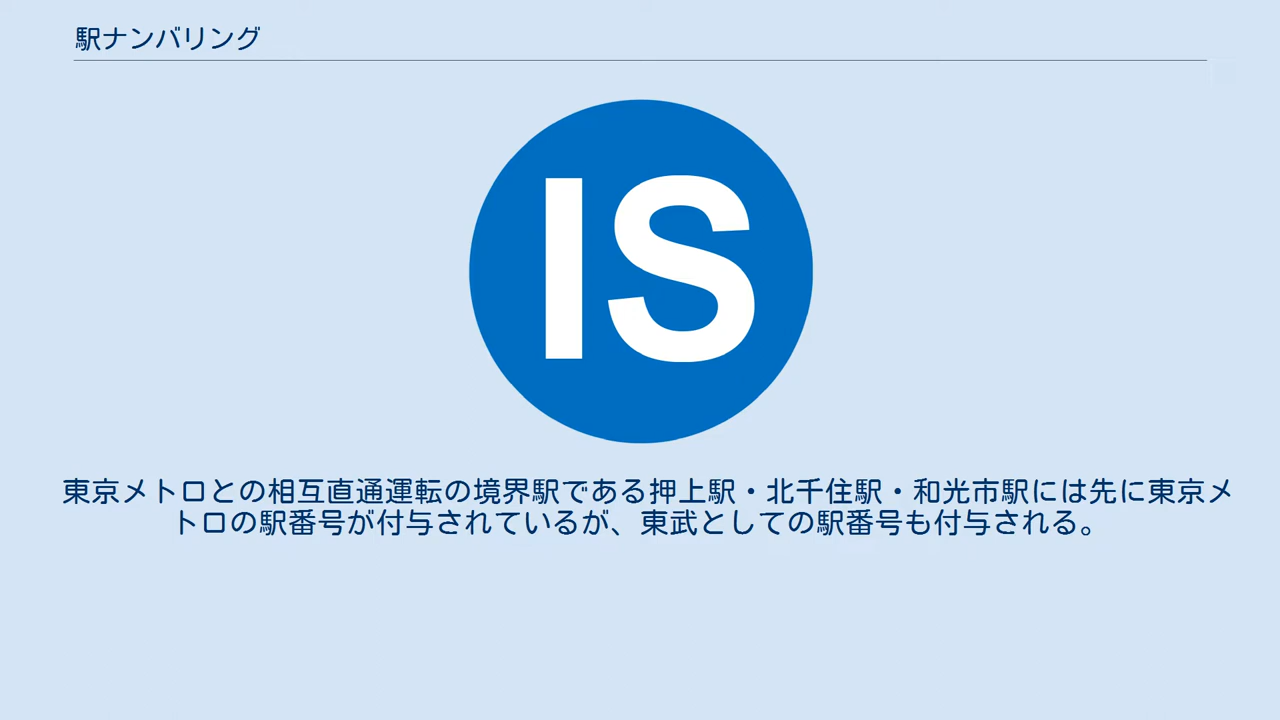 駅ナンバリング
IS
東京メトロとの相互直通運転の境界駅である押上駅・北千住駅・和光市駅には先に東京メ
トロの駅番号が付与されているが、東武としての駅番号も付与される。